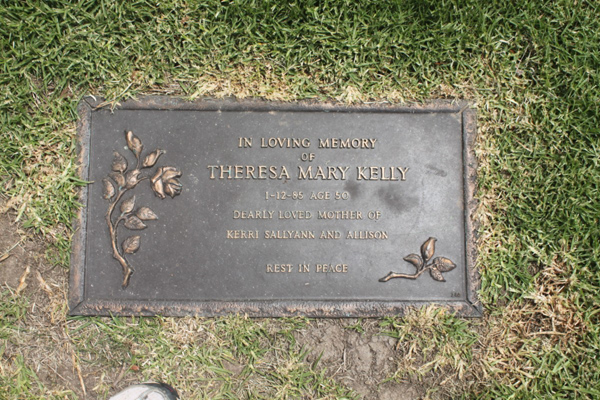 IN LOVING MEMORY
OF
THERESA MARY KELLY
1-12-85 AGE 50
DEARLY LOVED MOTHER OF
KERRI SALLYANN AND ALLISON
REST IN PEACE